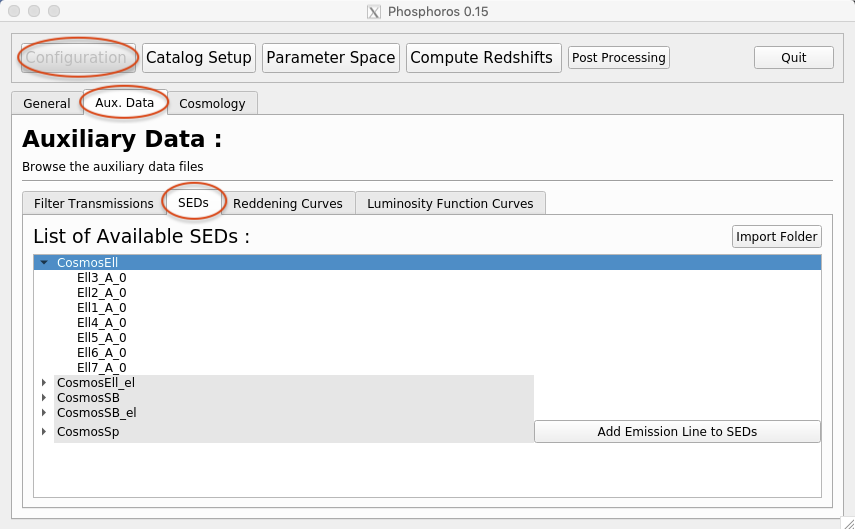 Phosphoros 0.15
Configuration Catalog Setup Parameter Space Compute Redshifts Post Processing Quit
General Aux. Data Cosmology
Auxiliary Data :
Browse the auxiliary data files
Filter Transmissions SEDs Reddening Curves Luminosity Function Curves
List of Available SEDs : Import Folder
CosmosEll
Ell3_A_0
Ell2_A_0
Ell1_A_0
Ell4_A_0
Ell5_A_0
Ell6_A_0
Ell7_A_0
CosmosEll_el
CosmosSB
CosmosSB_el
CosmosSp Add Emission Line to SEDs